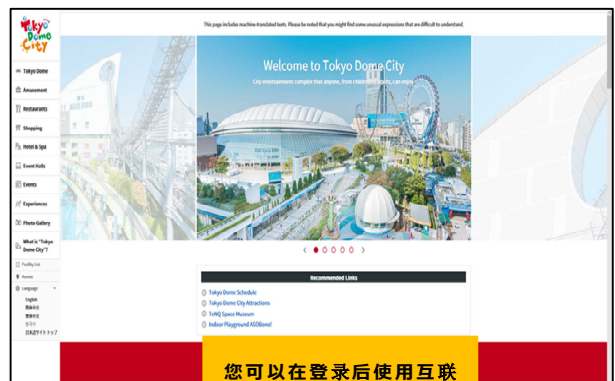 Tokyo
Dome
City
Tokyo Dome
Amusement
Restaurants
Shopping
Hotel & Spa
Event Halls
Events
Experiences
Photo Gallery
What is "Tokyo
Dome City"?
Facility List
Access
Language
English
简体中文
繁體中文
한국어
日本語サイトトップ
This page includes machine-translated texts. Please be noted that you might find some unusual expressions that are difficult to understand.
Welcome to Tokyo Dome City
City entertainment complex that anyone, from children to adults, can enjoy
Recommended Links
Tokyo Dome Schedule
Tokyo Dome City Attractions
TeNQ Space Museum
Indoor Playground ASOBono!
您可以在登录后使用互联